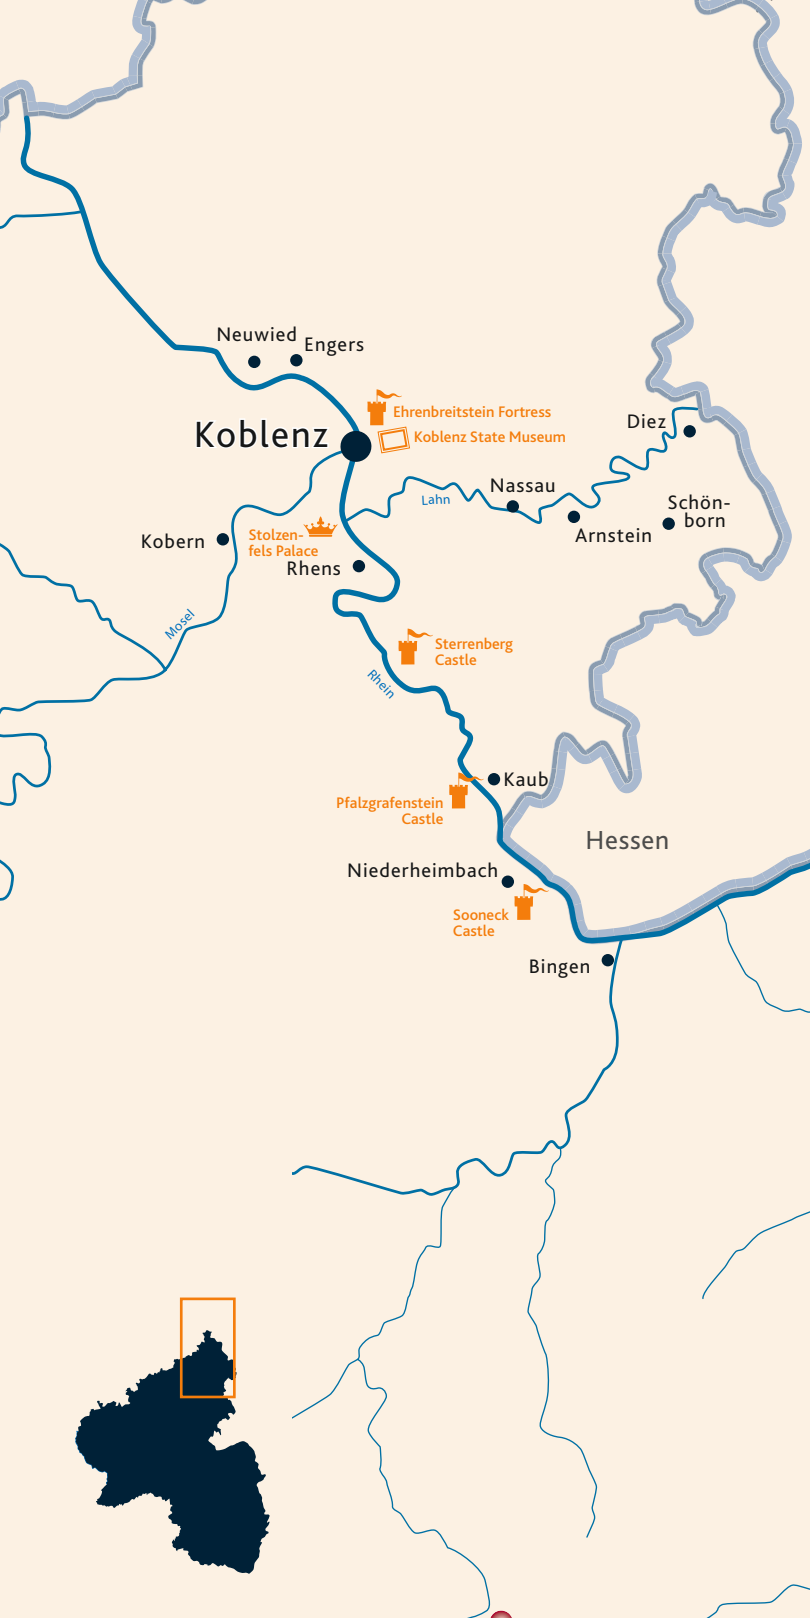 Neuwied
Engers
Ehrenbreitstein Fortress
Koblenz
Koblenz State Museum
Diez
Lahn
Nassau
Schön-
born
Arnstein
Kobern
Stolzen-
fels Palace
Rhens
Mosel
Sterrenberg
Castle
Rhein
Kaub
Pfalzgrafenstein
Castle
Hessen
Niederheimbach
Sooneck
Castle
Bingen